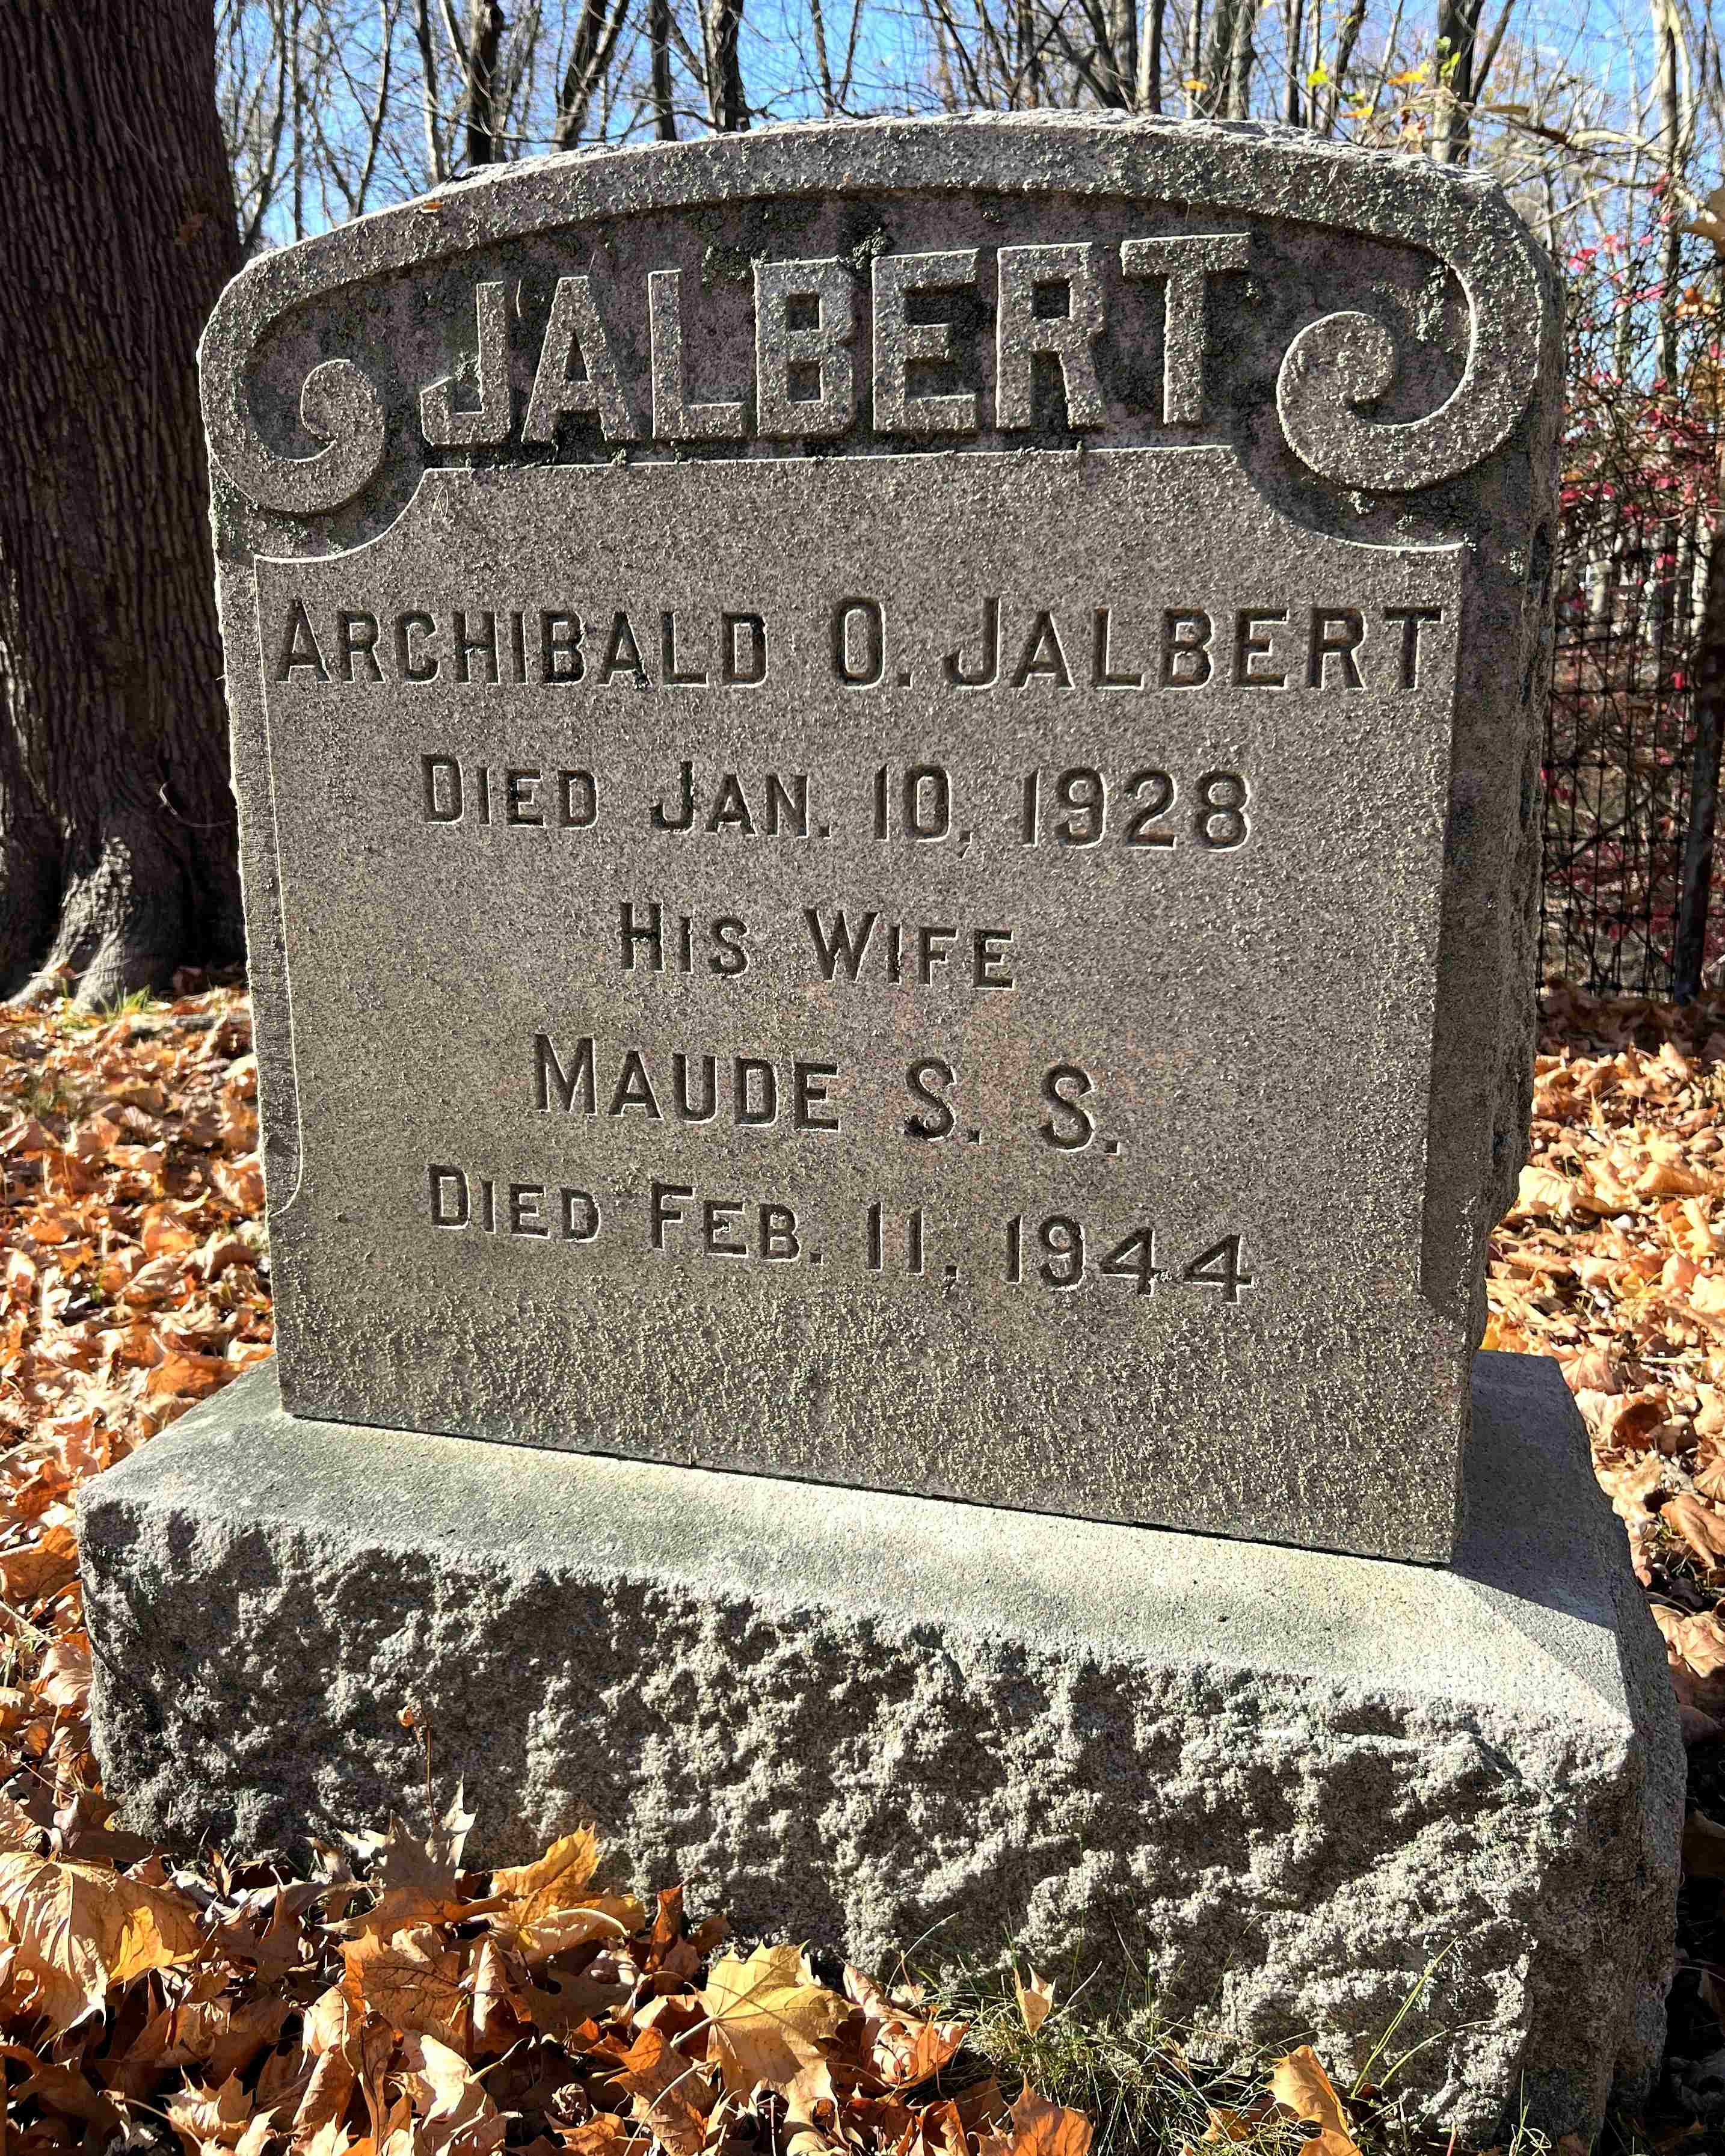 JALBERT
ARCHIBALD O. JALBERT
DIED JAN. 10, 1928
HIS WIFE
MAUDE S. S.
DIED FEB. 11, 1944